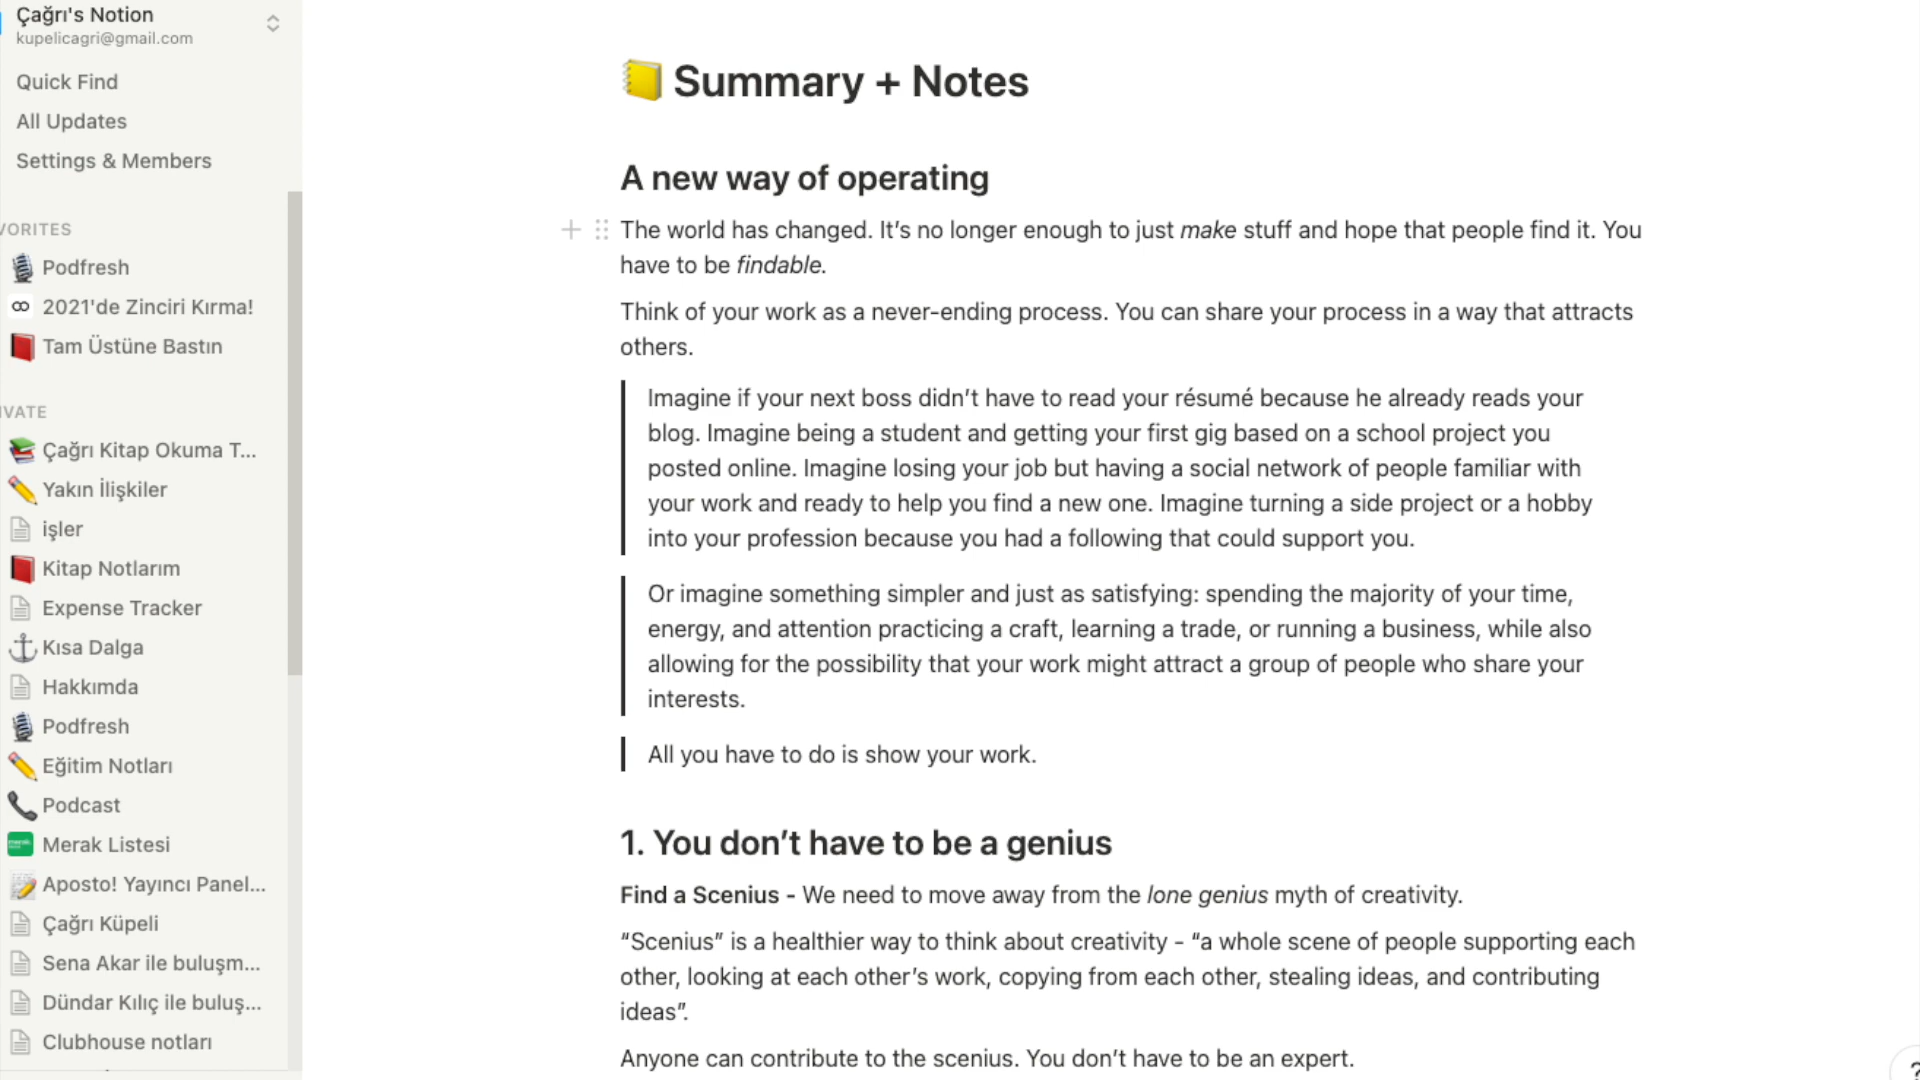 Çağrı's Notion
kupelicagri@gmail.com
Quick Find
All Updates
Settings & Members
VORITES
Podfresh
2021'de Zinciri Kırma!
Tam Üstüne Bastın
IVATE
Çağrı Kitap Okuma T...
Yakın İlişkiler
işler
Kitap Notlarım
Expense Tracker
Kısa Dalga
Hakkımda
Podfresh
Eğitim Notları
Podcast
Merak Listesi
Aposto! Yayıncı Panel...
Çağrı Küpeli
Sena Akar ile buluşm...
Dündar Kılıç ile buluş...
Clubhouse notları
Summary + Notes
A new way of operating
The world has changed. It’s no longer enough to just make stuff and hope that people find it. You
have to be findable.
Think of your work as a never-ending process. You can share your process in a way that attracts
others.
Imagine if your next boss didn’t have to read your résumé because he already reads your
blog. Imagine being a student and getting your first gig based on a school project you
posted online. Imagine losing your job but having a social network of people familiar with
your work and ready to help you find a new one. Imagine turning a side project or a hobby
into your profession because you had a following that could support you.
Or imagine something simpler and just as satisfying: spending the majority of your time,
energy, and attention practicing a craft, learning a trade, or running a business, while also
allowing for the possibility that your work might attract a group of people who share your
interests.
All you have to do is show your work.
1. You don’t have to be a genius
Find a Scenius - We need to move away from the lone genius myth of creativity.
“Scenius” is a healthier way to think about creativity - “a whole scene of people supporting each
other, looking at each other’s work, copying from each other, stealing ideas, and contributing
ideas”.
Anyone can contribute to the scenius. You don’t have to be an expert.
?